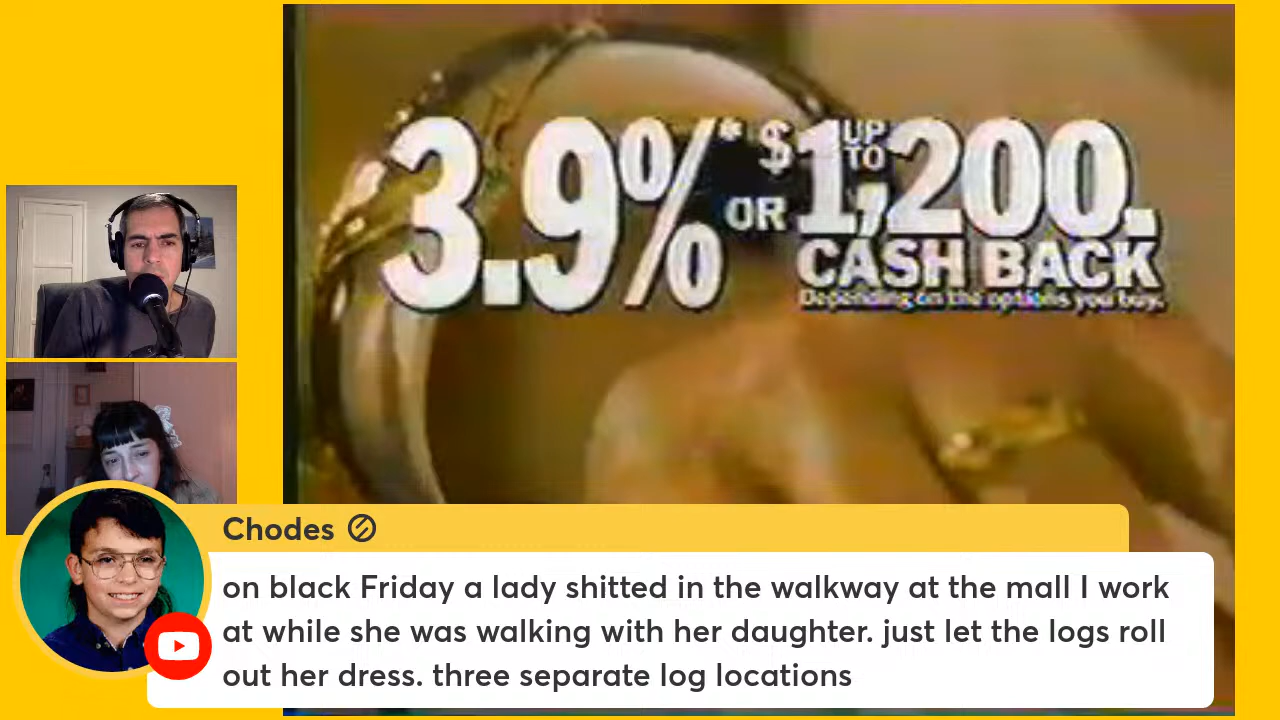 3.9%* OR $UP TO 1,200.
CASH BACK
Depending on the options you buy.
Chodes
on black Friday a lady shitted in the walkway at the mall I work
at while she was walking with her daughter. just let the logs roll
out her dress. three separate log locations